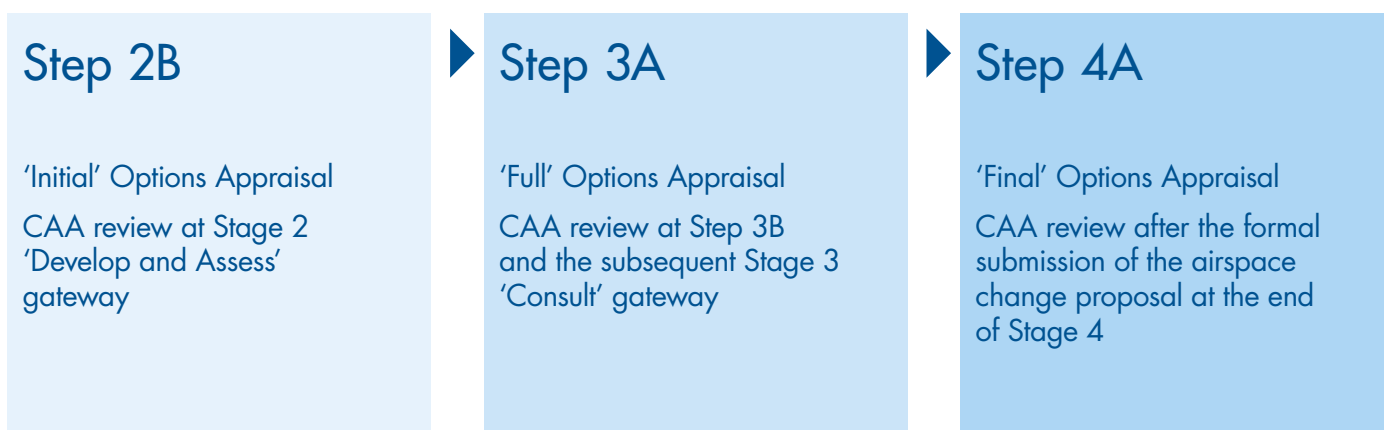 Step 2B
‘Initial’ Options Appraisal
CAA review at Stage 2
‘Develop and Assess’
gateway
Step 3A
‘Full’ Options Appraisal
CAA review at Step 3B
and the subsequent Stage 3
‘Consult’ gateway
Step 4A
‘Final’ Options Appraisal
CAA review after the formal
submission of the airspace
change proposal at the end
of Stage 4